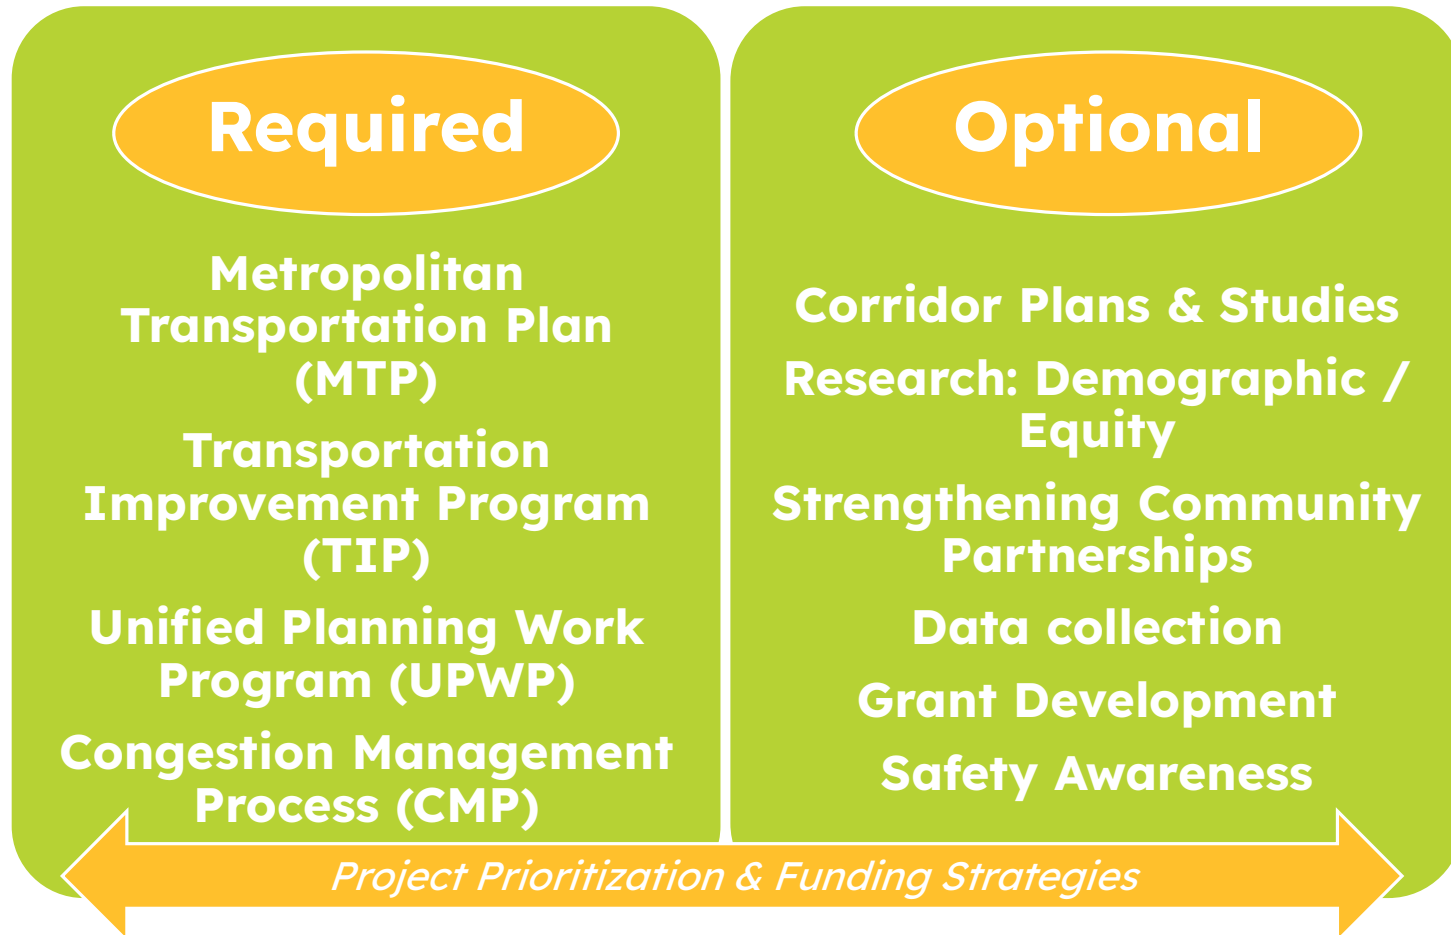 Required
Metropolitan
Transportation Plan
(MTP)
Transportation
Improvement Program
(TIP)
Unified Planning Work
Program (UPWP)
Congestion Management
Process (CMP)
Optional
Corridor Plans & Studies
Research: Demographic /
Equity
Strengthening Community
Partnerships
Data collection
Grant Development
Safety Awareness
Project Prioritization & Funding Strategies